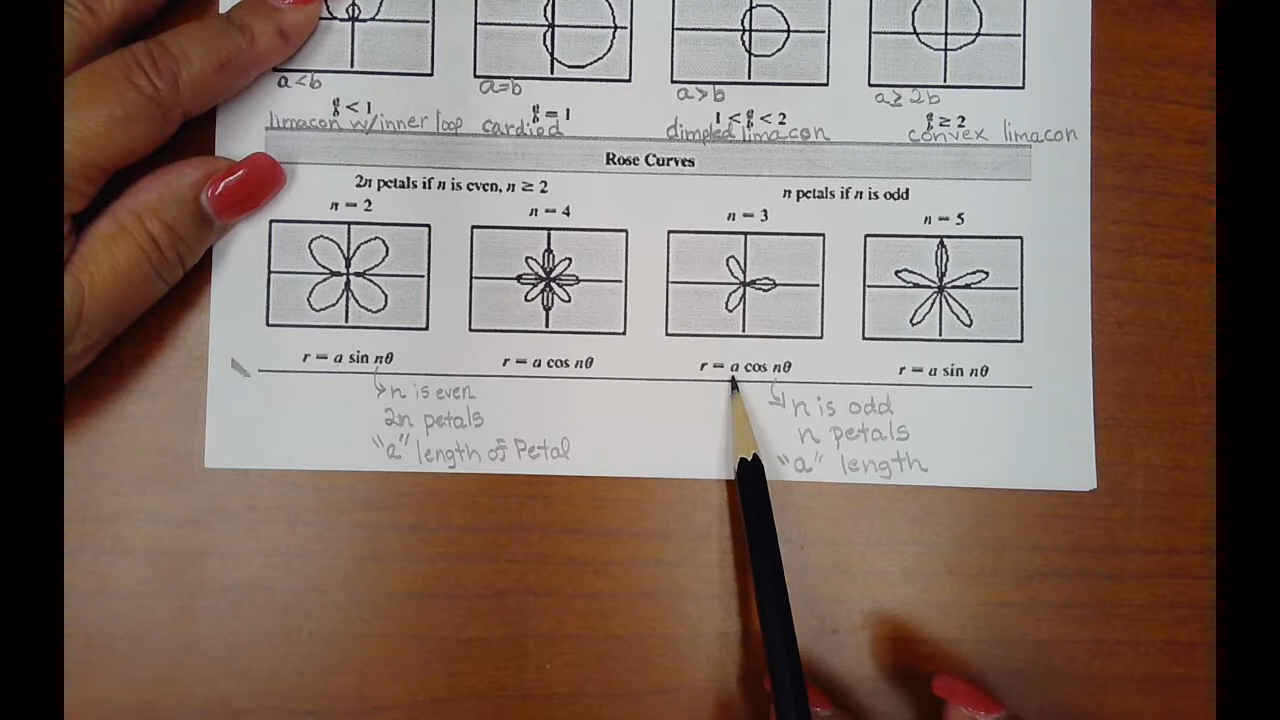 a < b a = b a > b a ≥ 2b
a/b < 1 a/b = 1 1 < a/b < 2 a/b ≥ 2
limacon w/inner loop cardiod dimpled limacon convex limacon
Rose Curves
2n petals if n is even, n ≥ 2 n petals if n is odd
n = 2 n = 4 n = 3 n = 5
r = a sin nθ r = a cos nθ r = a cos nθ r = a sin nθ
n is even
2n petals
"a" length of Petal
n is odd
n petals
"a" length